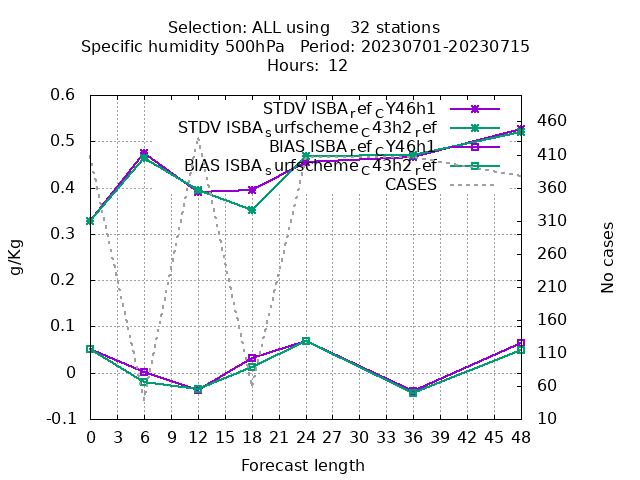 Selection: ALL using    32 stations
Specific humidity 500hPa   Period: 20230701-20230715
Hours:  12
STDV ISBA_ref_CY46h1
STDV ISBA_surfscheme_C43h2_ref
BIAS ISBA_ref_CY46h1
BIAS ISBA_surfscheme_C43h2_ref
CASES
0.6
0.5
0.4
0.3
0.2
0.1
0
-0.1
g/Kg
460
410
360
310
260
210
160
110
60
10
No cases
0 3 6 9 12 15 18 21 24 27 30 33 36 39 42 45 48
Forecast length